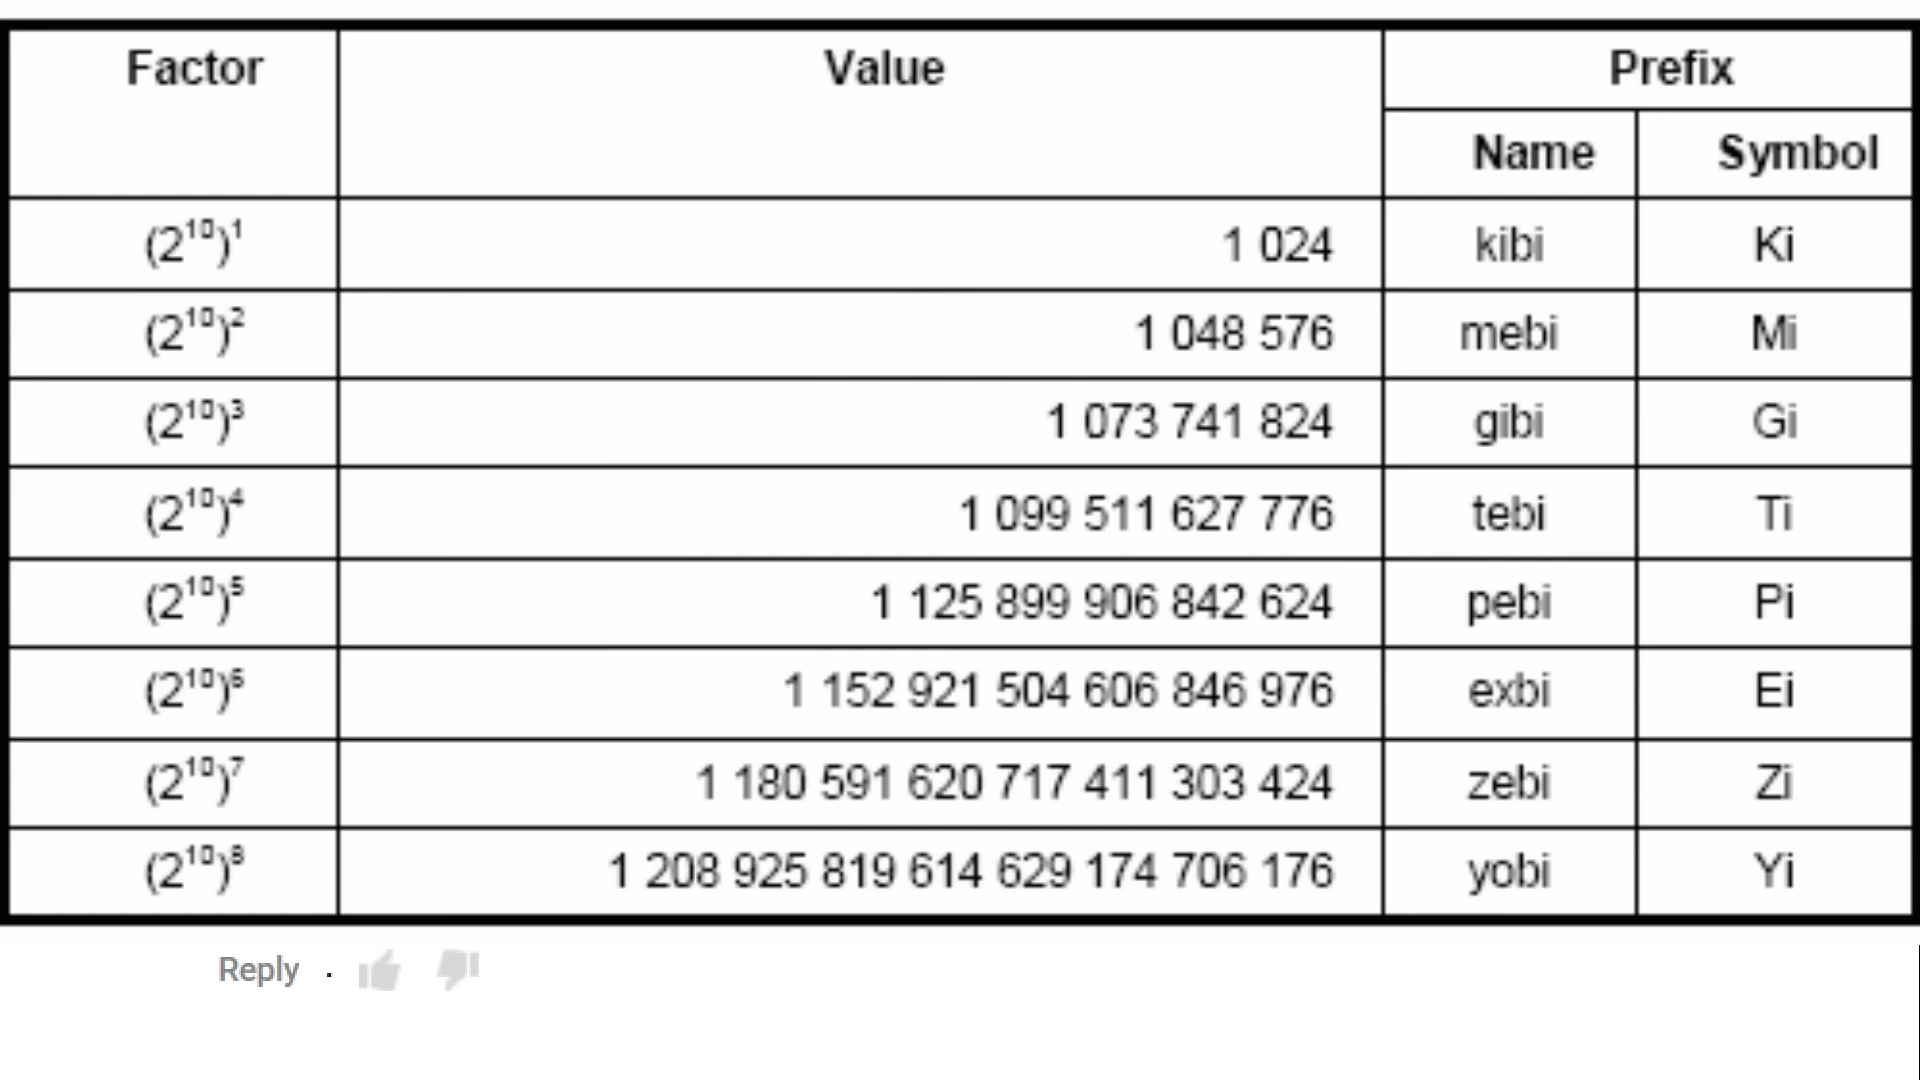 Factor Value Prefix
Name Symbol
(2¹⁰)¹ 1 024 kibi Ki
(2¹⁰)² 1 048 576 mebi Mi
(2¹⁰)³ 1 073 741 824 gibi Gi
(2¹⁰)⁴ 1 099 511 627 776 tebi Ti
(2¹⁰)⁵ 1 125 899 906 842 624 pebi Pi
(2¹⁰)⁶ 1 152 921 504 606 846 976 exbi Ei
(2¹⁰)⁷ 1 180 591 620 717 411 303 424 zebi Zi
(2¹⁰)⁸ 1 208 925 819 614 629 174 706 176 yobi Yi
Reply ·